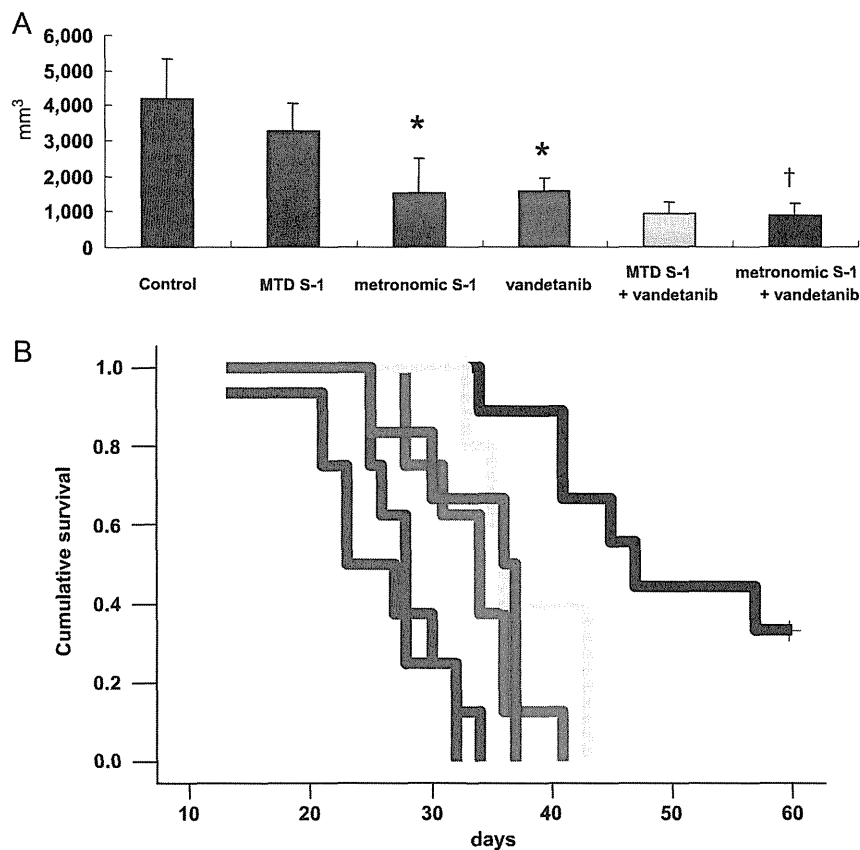 A
6,000
5,000
4,000
3,000
2,000
1,000
0
mm³
*
*
†
Control
MTD S-1
metronomic S-1
vandetanib
MTD S-1
+ vandetanib
metronomic S-1
+ vandetanib
B
1.0
0.8
0.6
0.4
0.2
0.0
Cumulative survival
10 20 30 40 50 60
days